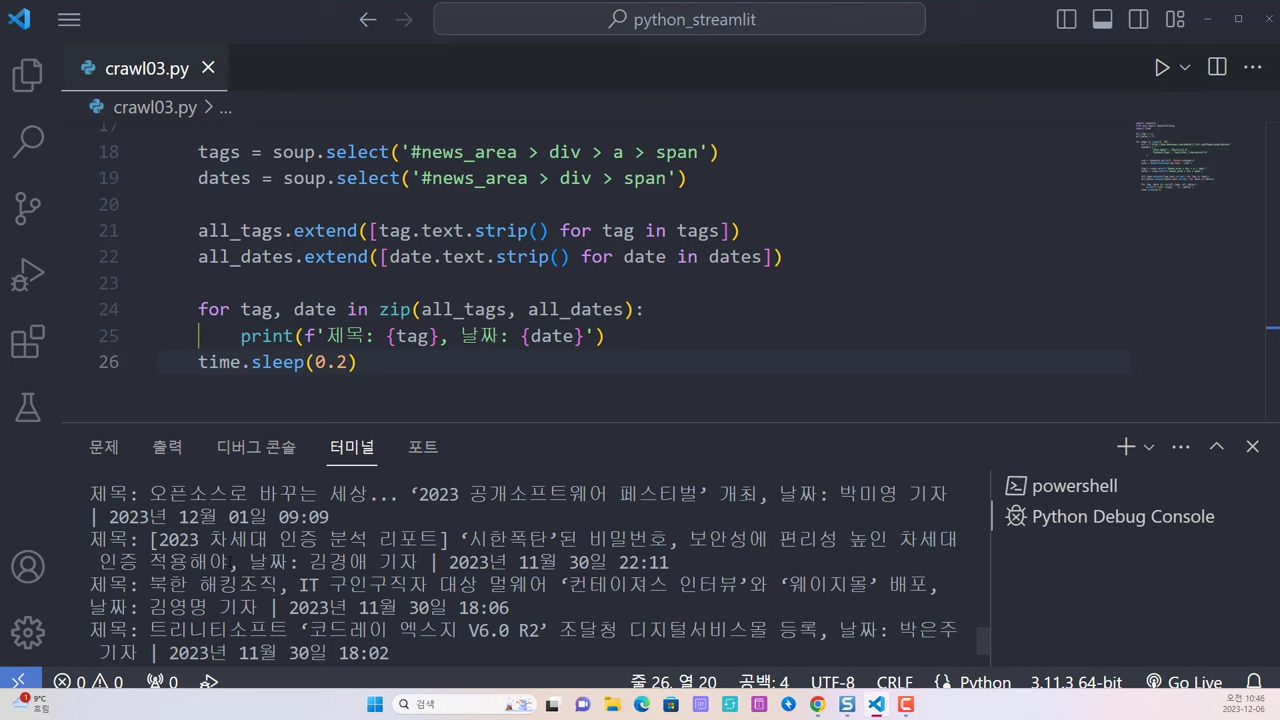 python_streamlit
crawl03.py
crawl03.py > ...
17
18 tags = soup.select('#news_area > div > a > span')
19 dates = soup.select('#news_area > div > span')
20
21 all_tags.extend([tag.text.strip() for tag in tags])
22 all_dates.extend([date.text.strip() for date in dates])
23
24 for tag, date in zip(all_tags, all_dates):
25 print(f'제목: {tag}, 날짜: {date}')
26 time.sleep(0.2)
문제 출력 디버그 콘솔 터미널 포트
제목: 오픈소스로 바꾸는 세상... ‘2023 공개소프트웨어 페스티벌’ 개최, 날짜: 박미영 기자
| 2023년 12월 01일 09:09
제목: [2023 차세대 인증 분석 리포트] ‘시한폭탄’된 비밀번호, 보안성에 편리성 높인 차세대
인증 적용해야, 날짜: 김경애 기자 | 2023년 11월 30일 22:11
제목: 북한 해킹조직, IT 구인구직자 대상 멀웨어 ‘컨테이져스 인터뷰’와 ‘웨이지몰’ 배포,
날짜: 김영명 기자 | 2023년 11월 30일 18:06
제목: 트리니티소프트 ‘코드레이 엑스지 V6.0 R2’ 조달청 디지털서비스몰 등록, 날짜: 박은주
기자 | 2023년 11월 30일 18:02
powershell
Python Debug Console
0 0 0 줄 26, 열 20 공백: 4 UTF-8 CRLF Python 3.11.3 64-bit Go Live
1 9°C
흐림
검색
오전 10:46
2023-12-06